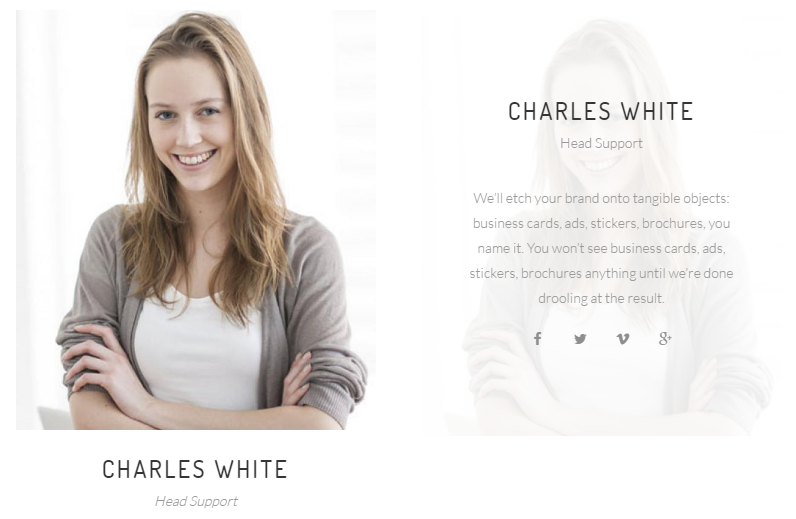 CHARLES WHITE
Head Support
CHARLES WHITE
Head Support
We'll etch your brand onto tangible objects:
business cards, ads, stickers, brochures, you
name it. You won't see business cards, ads,
stickers, brochures anything until we're done
drooling at the result.